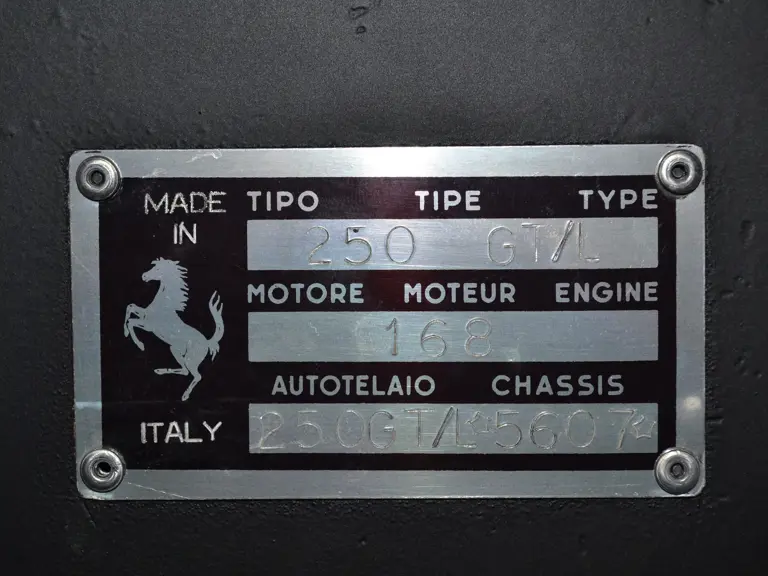 MADE IN ITALY
TIPO TIPE TYPE
250 GT/L
MOTORE MOTEUR ENGINE
168
AUTOTELAIO CHASSIS
250GT/L☆5607☆